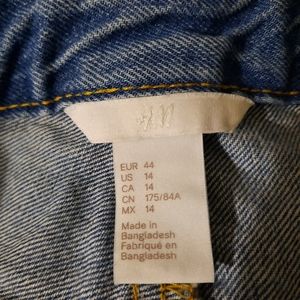 H&M
EUR 44
US 14
CA 14
CN 175/84A
MX 14
Made in
Bangladesh
Fabriqué en
Bangladesh